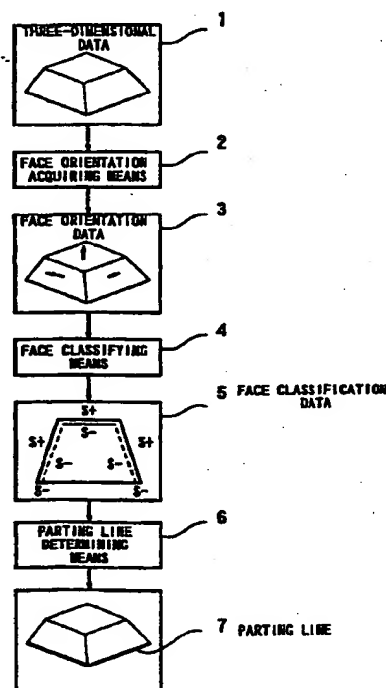 1
THREE-DIMENSIONAL
DATA
2
FACE ORIENTATION
ACQUIRING MEANS
3
FACE ORIENTATION
DATA
4
FACE CLASSIFYING
MEANS
5 FACE CLASSIFICATION
DATA
S+
S+ S- S+
S- S-
S- S-
6
PARTING LINE
DETERMINING
MEANS
7 PARTING LINE